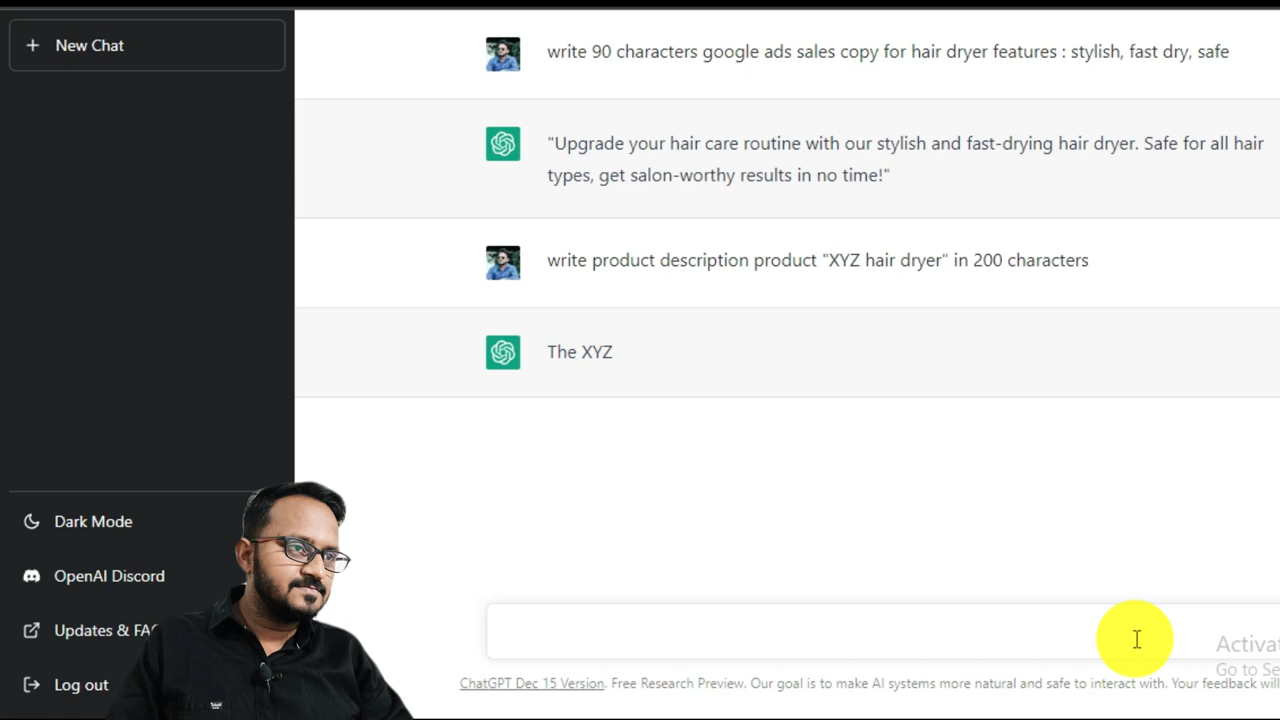 New Chat
write 90 characters google ads sales copy for hair dryer features : stylish, fast dry, safe
"Upgrade your hair care routine with our stylish and fast-drying hair dryer. Safe for all hair
types, get salon-worthy results in no time!"
write product description product "XYZ hair dryer" in 200 characters
The XYZ
Dark Mode
OpenAI Discord
Updates & FA
Log out
Activat
Go to Se
ChatGPT Dec 15 Version. Free Research Preview. Our goal is to make AI systems more natural and safe to interact with. Your feedback will